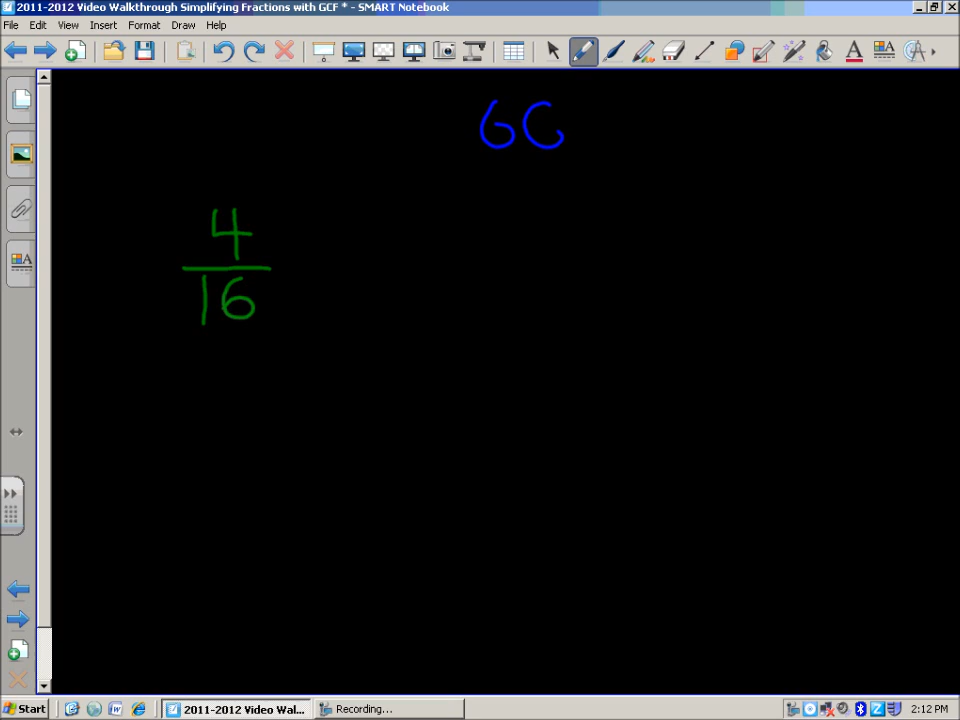 2011-2012 Video Walkthrough Simplifying Fractions with GCF * - SMART Notebook
File Edit View Insert Format Draw Help
GC
4
16
Start 2011-2012 Video Wal... Recording... 2:12 PM